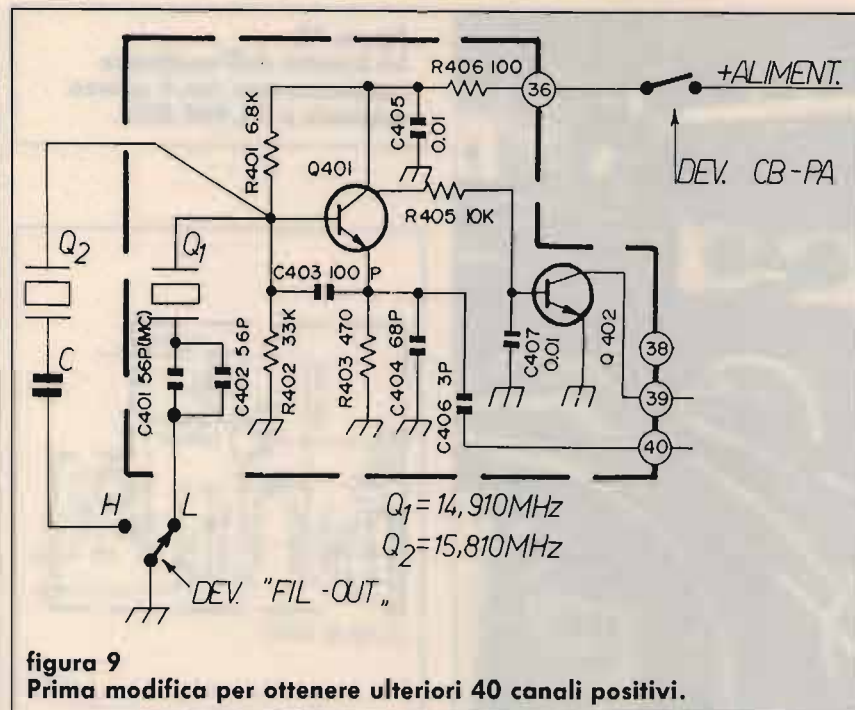 R406 100
36
+ALIMENT.
DEV. CB-PA
R401 6.8K
C405
0.01
Q401
R405 10K
Q2
Q1
C403 100 P
C
C401 56P(MC)
C402 56P
R402 33K
R403 470
C404 68P
C406 3P
C407
0.01
Q 402
38
39
40
H
L
Q1=14,910MHz
Q2=15,810MHz
DEV. "FIL-OUT„
figura 9
Prima modifica per ottenere ulteriori 40 canali positivi.